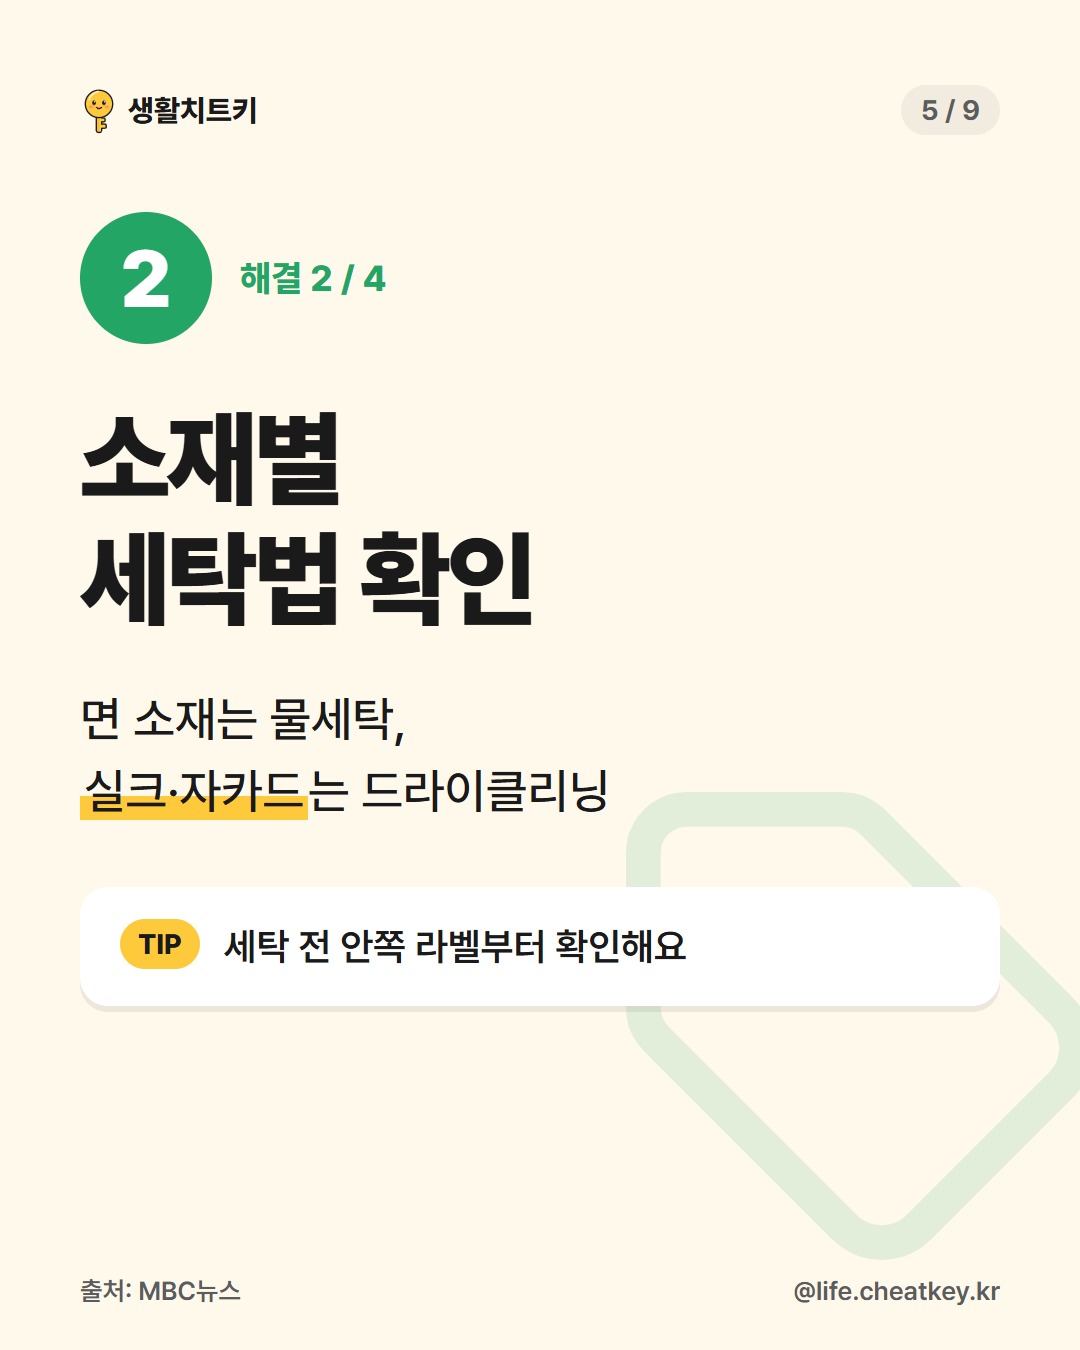 생활치트키
5 / 9
2
해결 2 / 4
소재별
세탁법 확인
면 소재는 물세탁,
실크·자카드는 드라이클리닝
TIP 세탁 전 안쪽 라벨부터 확인해요
출처: MBC뉴스
@life.cheatkey.kr